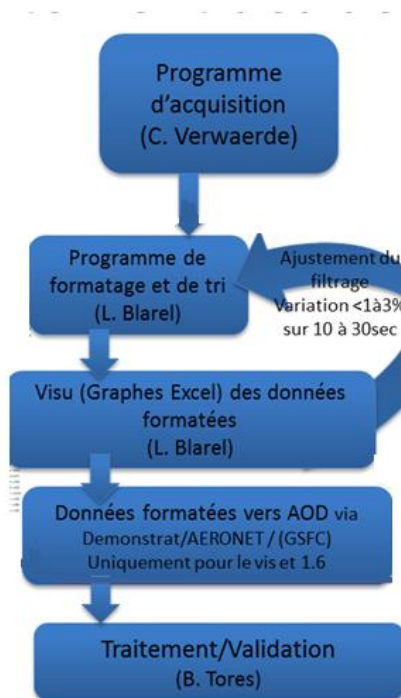 Programme
d'acquisition
(C. Verwaerde)
Programme de
formatage et de tri
(L. Blarel)
Ajustement du
filtrage
Variation <1à3%
sur 10 à 30sec
Visu (Graphes Excel) des données
formatées
(L. Blarel)
Données formatées vers AOD via
Demonstrat/AERONET / (GSFC)
Uniquement pour le vis et 1.6
Traitement/Validation
(B. Tores)